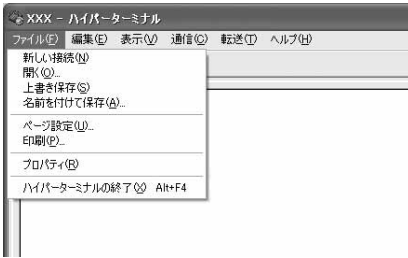 XXX - ハイパーターミナル
ファイル(F) 編集(E) 表示(V) 通信(C) 転送(T) ヘルプ(H)
新しい接続(N)
開く(O)...
上書き保存(S)
名前を付けて保存(A)...
ページ設定(U)...
印刷(P)...
プロパティ(R)
ハイパーターミナルの終了(X) Alt+F4